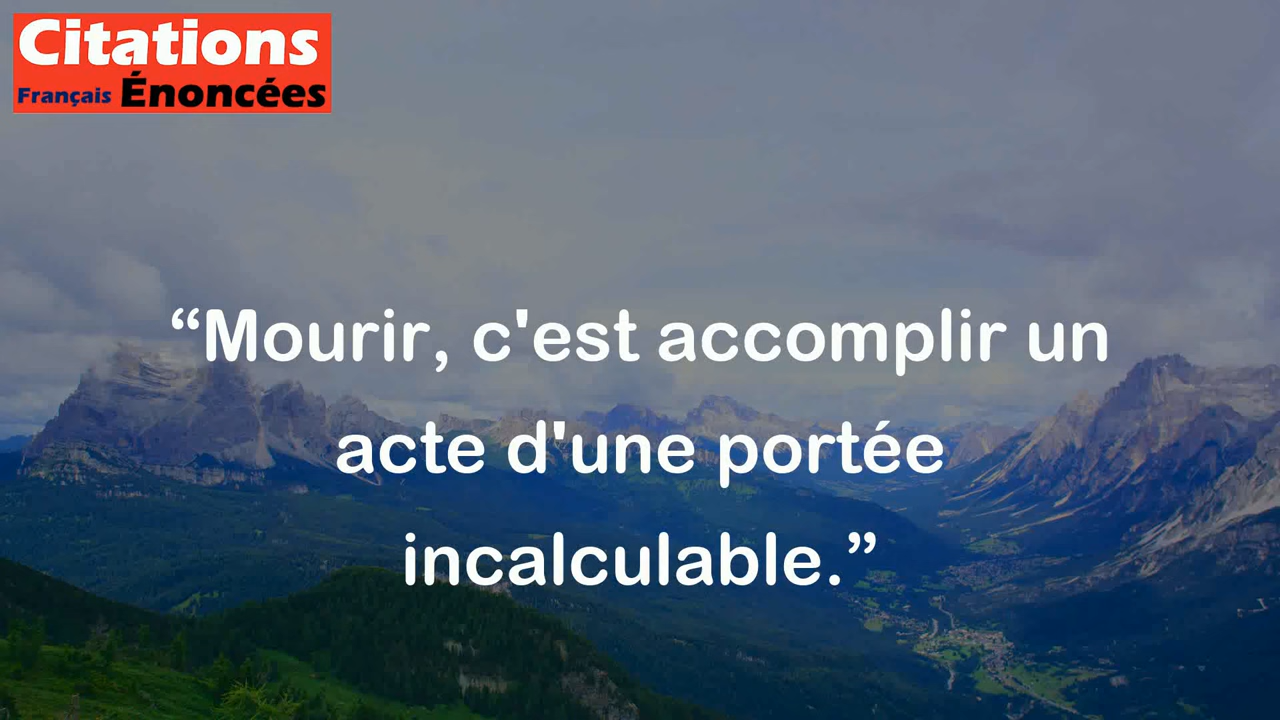 Citations
Français Énoncées
“Mourir, c'est accomplir un
acte d'une portée
incalculable.”